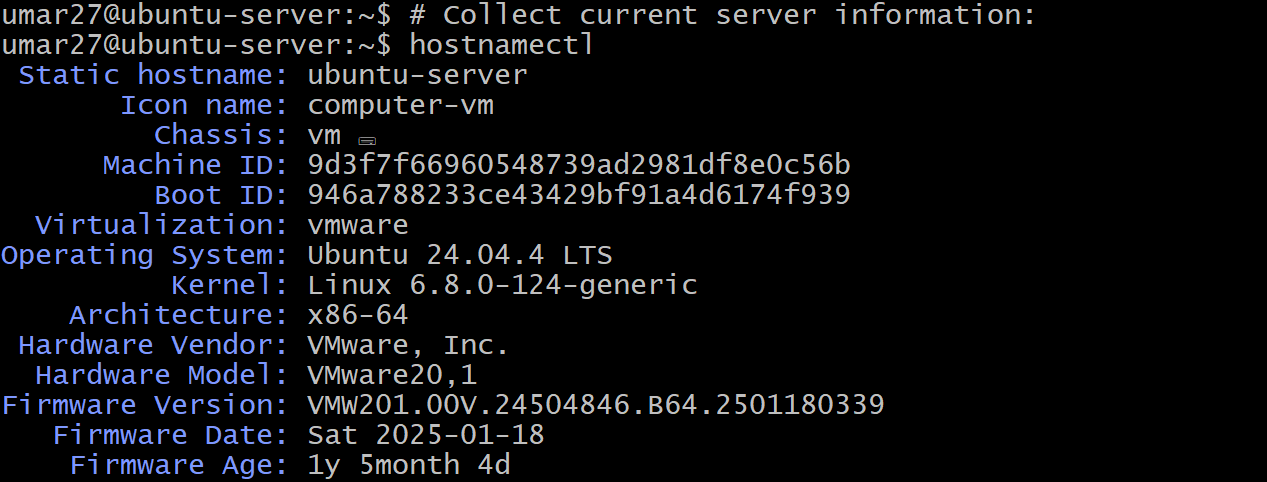 umar27@ubuntu-server:~$ # Collect current server information:
umar27@ubuntu-server:~$ hostnamectl
Static hostname: ubuntu-server
Icon name: computer-vm
Chassis: vm 🖴
Machine ID: 9d3f7f66960548739ad2981df8e0c56b
Boot ID: 946a788233ce43429bf91a4d6174f939
Virtualization: vmware
Operating System: Ubuntu 24.04.4 LTS
Kernel: Linux 6.8.0-124-generic
Architecture: x86-64
Hardware Vendor: VMware, Inc.
Hardware Model: VMware20,1
Firmware Version: VMW201.00V.24504846.B64.2501180339
Firmware Date: Sat 2025-01-18
Firmware Age: 1y 5month 4d